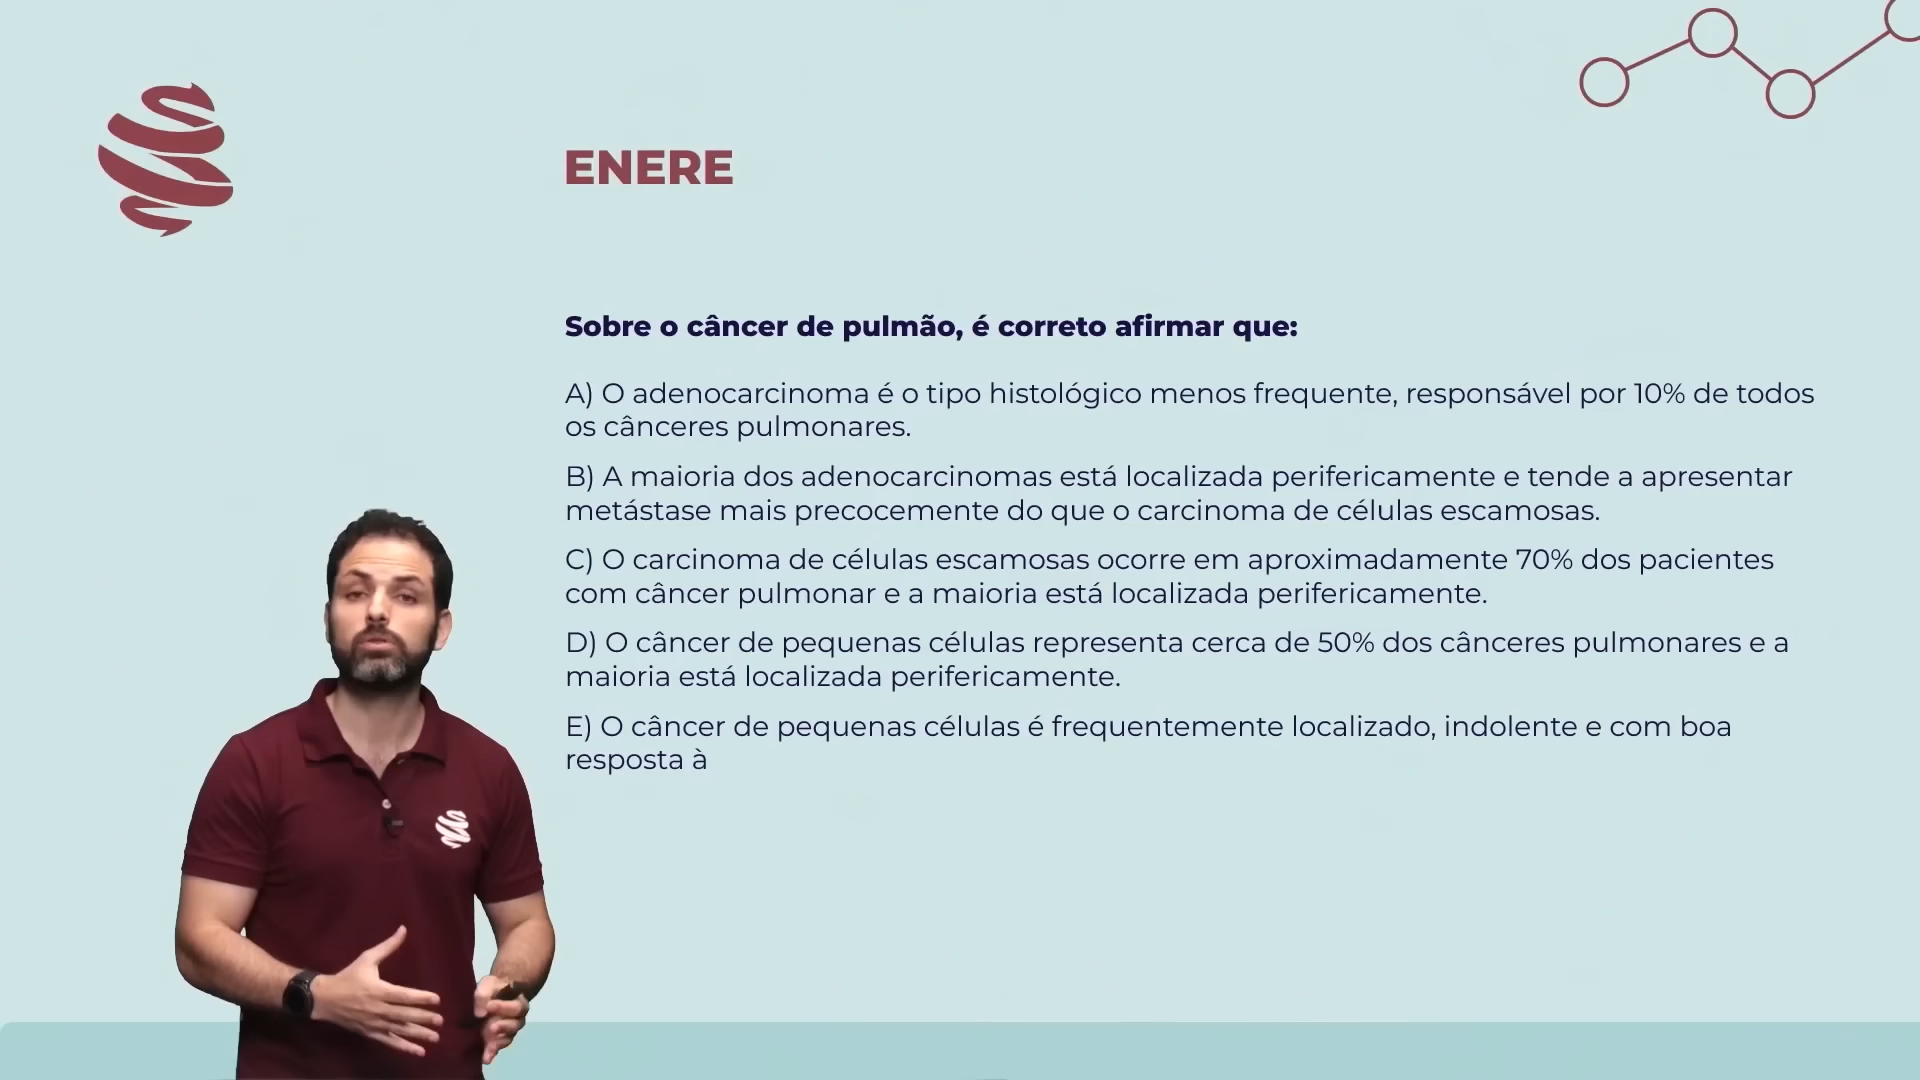 ENERE
Sobre o câncer de pulmão, é correto afirmar que:
A) O adenocarcinoma é o tipo histológico menos frequente, responsável por 10% de todos
os cânceres pulmonares.
B) A maioria dos adenocarcinomas está localizada perifericamente e tende a apresentar
metástase mais precocemente do que o carcinoma de células escamosas.
C) O carcinoma de células escamosas ocorre em aproximadamente 70% dos pacientes
com câncer pulmonar e a maioria está localizada perifericamente.
D) O câncer de pequenas células representa cerca de 50% dos cânceres pulmonares e a
maioria está localizada perifericamente.
E) O câncer de pequenas células é frequentemente localizado, indolente e com boa
resposta à